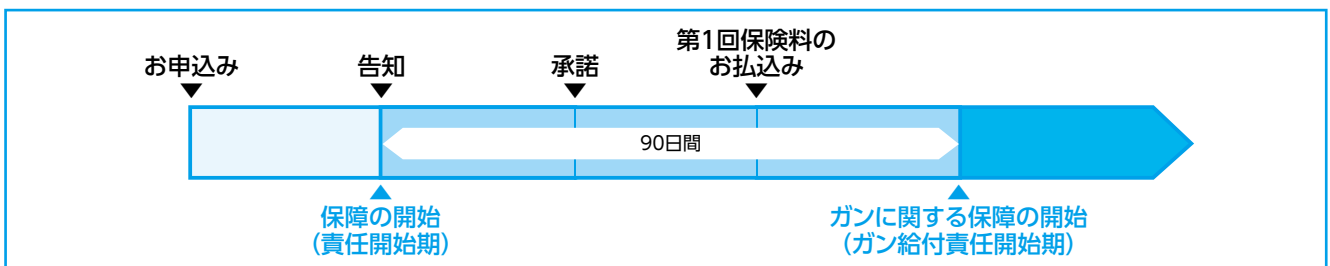 お申込み
告知
承諾
第1回保険料の
お払込み
90日間
保障の開始
（責任開始期）
ガンに関する保障の開始
（ガン給付責任開始期）